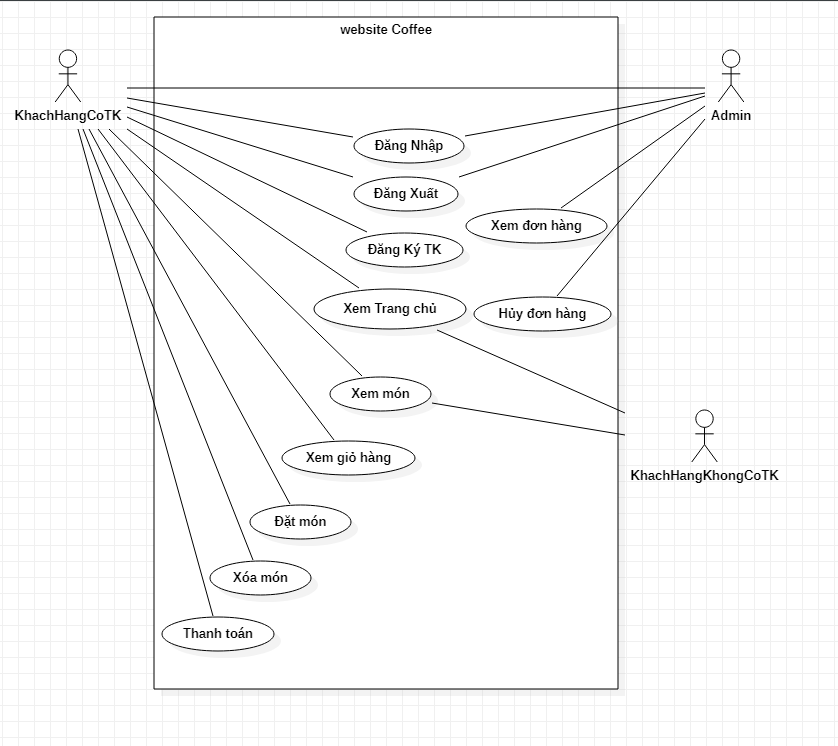 website Coffee
KhachHangCoTK
Admin
Đăng Nhập
Đăng Xuất
Xem đơn hàng
Đăng Ký TK
Xem Trang chủ
Hủy đơn hàng
Xem món
Xem giỏ hàng
KhachHangKhongCoTK
Đặt món
Xóa món
Thanh toán